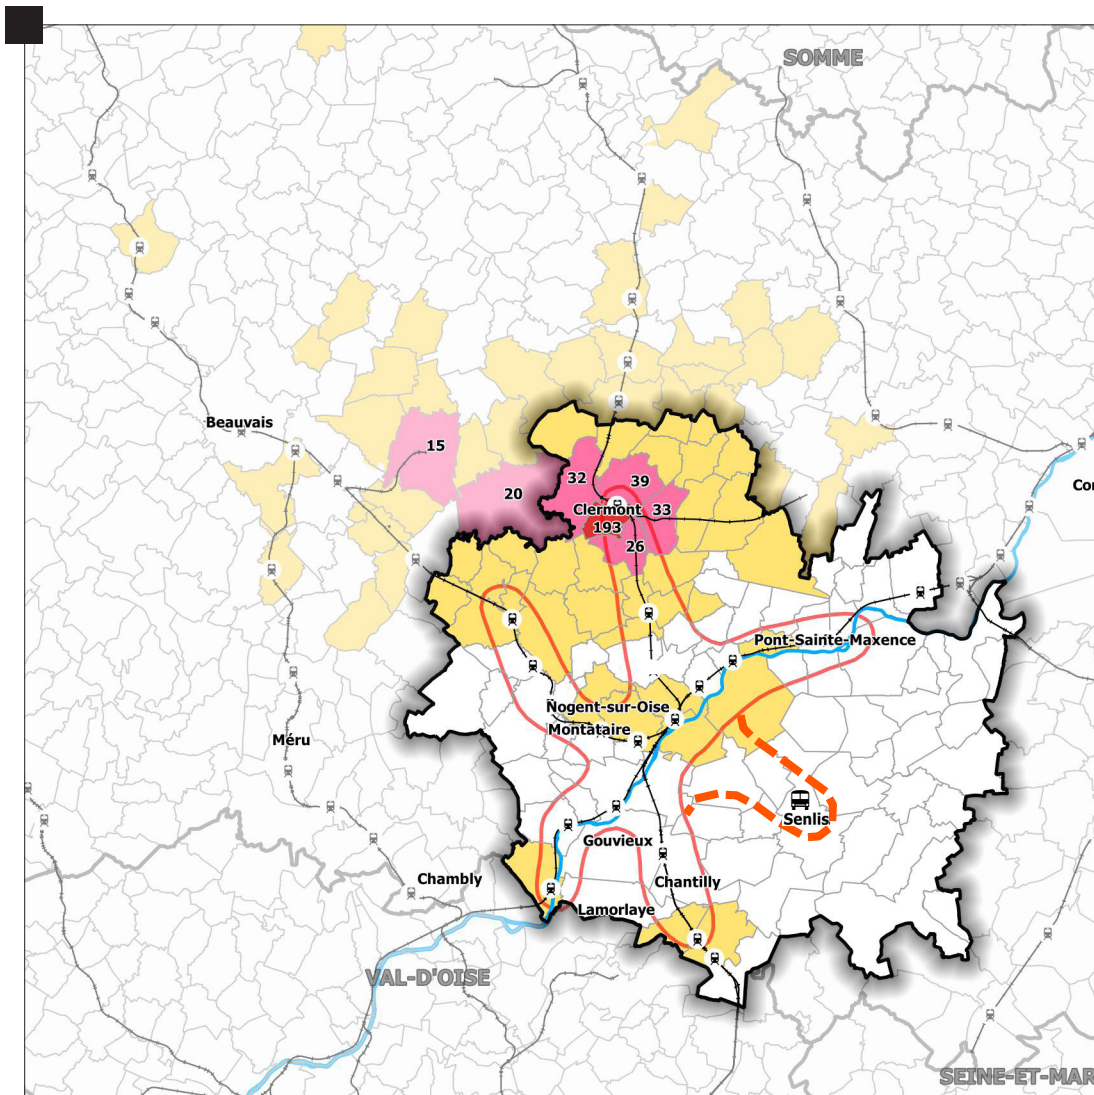 SOMME
Beauvais
15
32
39
20
Cor
Clermont
33
193
26
Pont-Sainte-Maxence
Nogent-sur-Oise
Montataire
Méru
Senlis
Gouvieux
Chambly
Chantilly
Lamorlaye
VAL-D'OISE
SEINE-ET-MAR